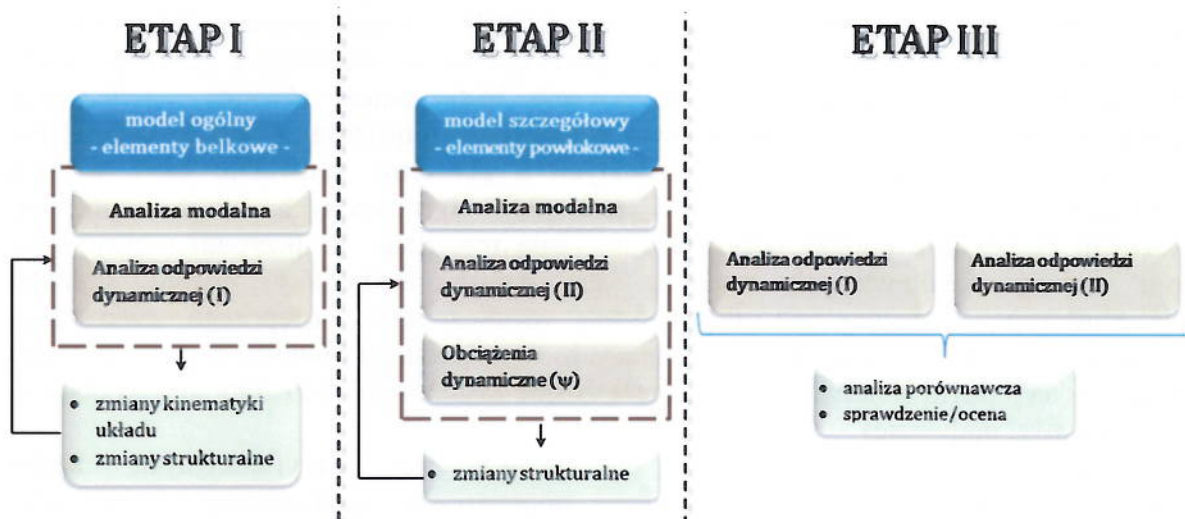 ETAP I
model ogólny
- elementy belkowe -
Analiza modalna
Analiza odpowiedzi
dynamicznej (I)
• zmiany kinematyki
układu
• zmiany strukturalne
ETAP II
model szczegółowy
- elementy powłokowe -
Analiza modalna
Analiza odpowiedzi
dynamicznej (II)
Obciążenia
dynamiczne (ψ)
• zmiany strukturalne
ETAP III
Analiza odpowiedzi
dynamicznej (I)
Analiza odpowiedzi
dynamicznej (II)
• analiza porównawcza
• sprawdzenie/ocena